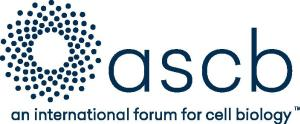 ascb
an international forum for cell biology™